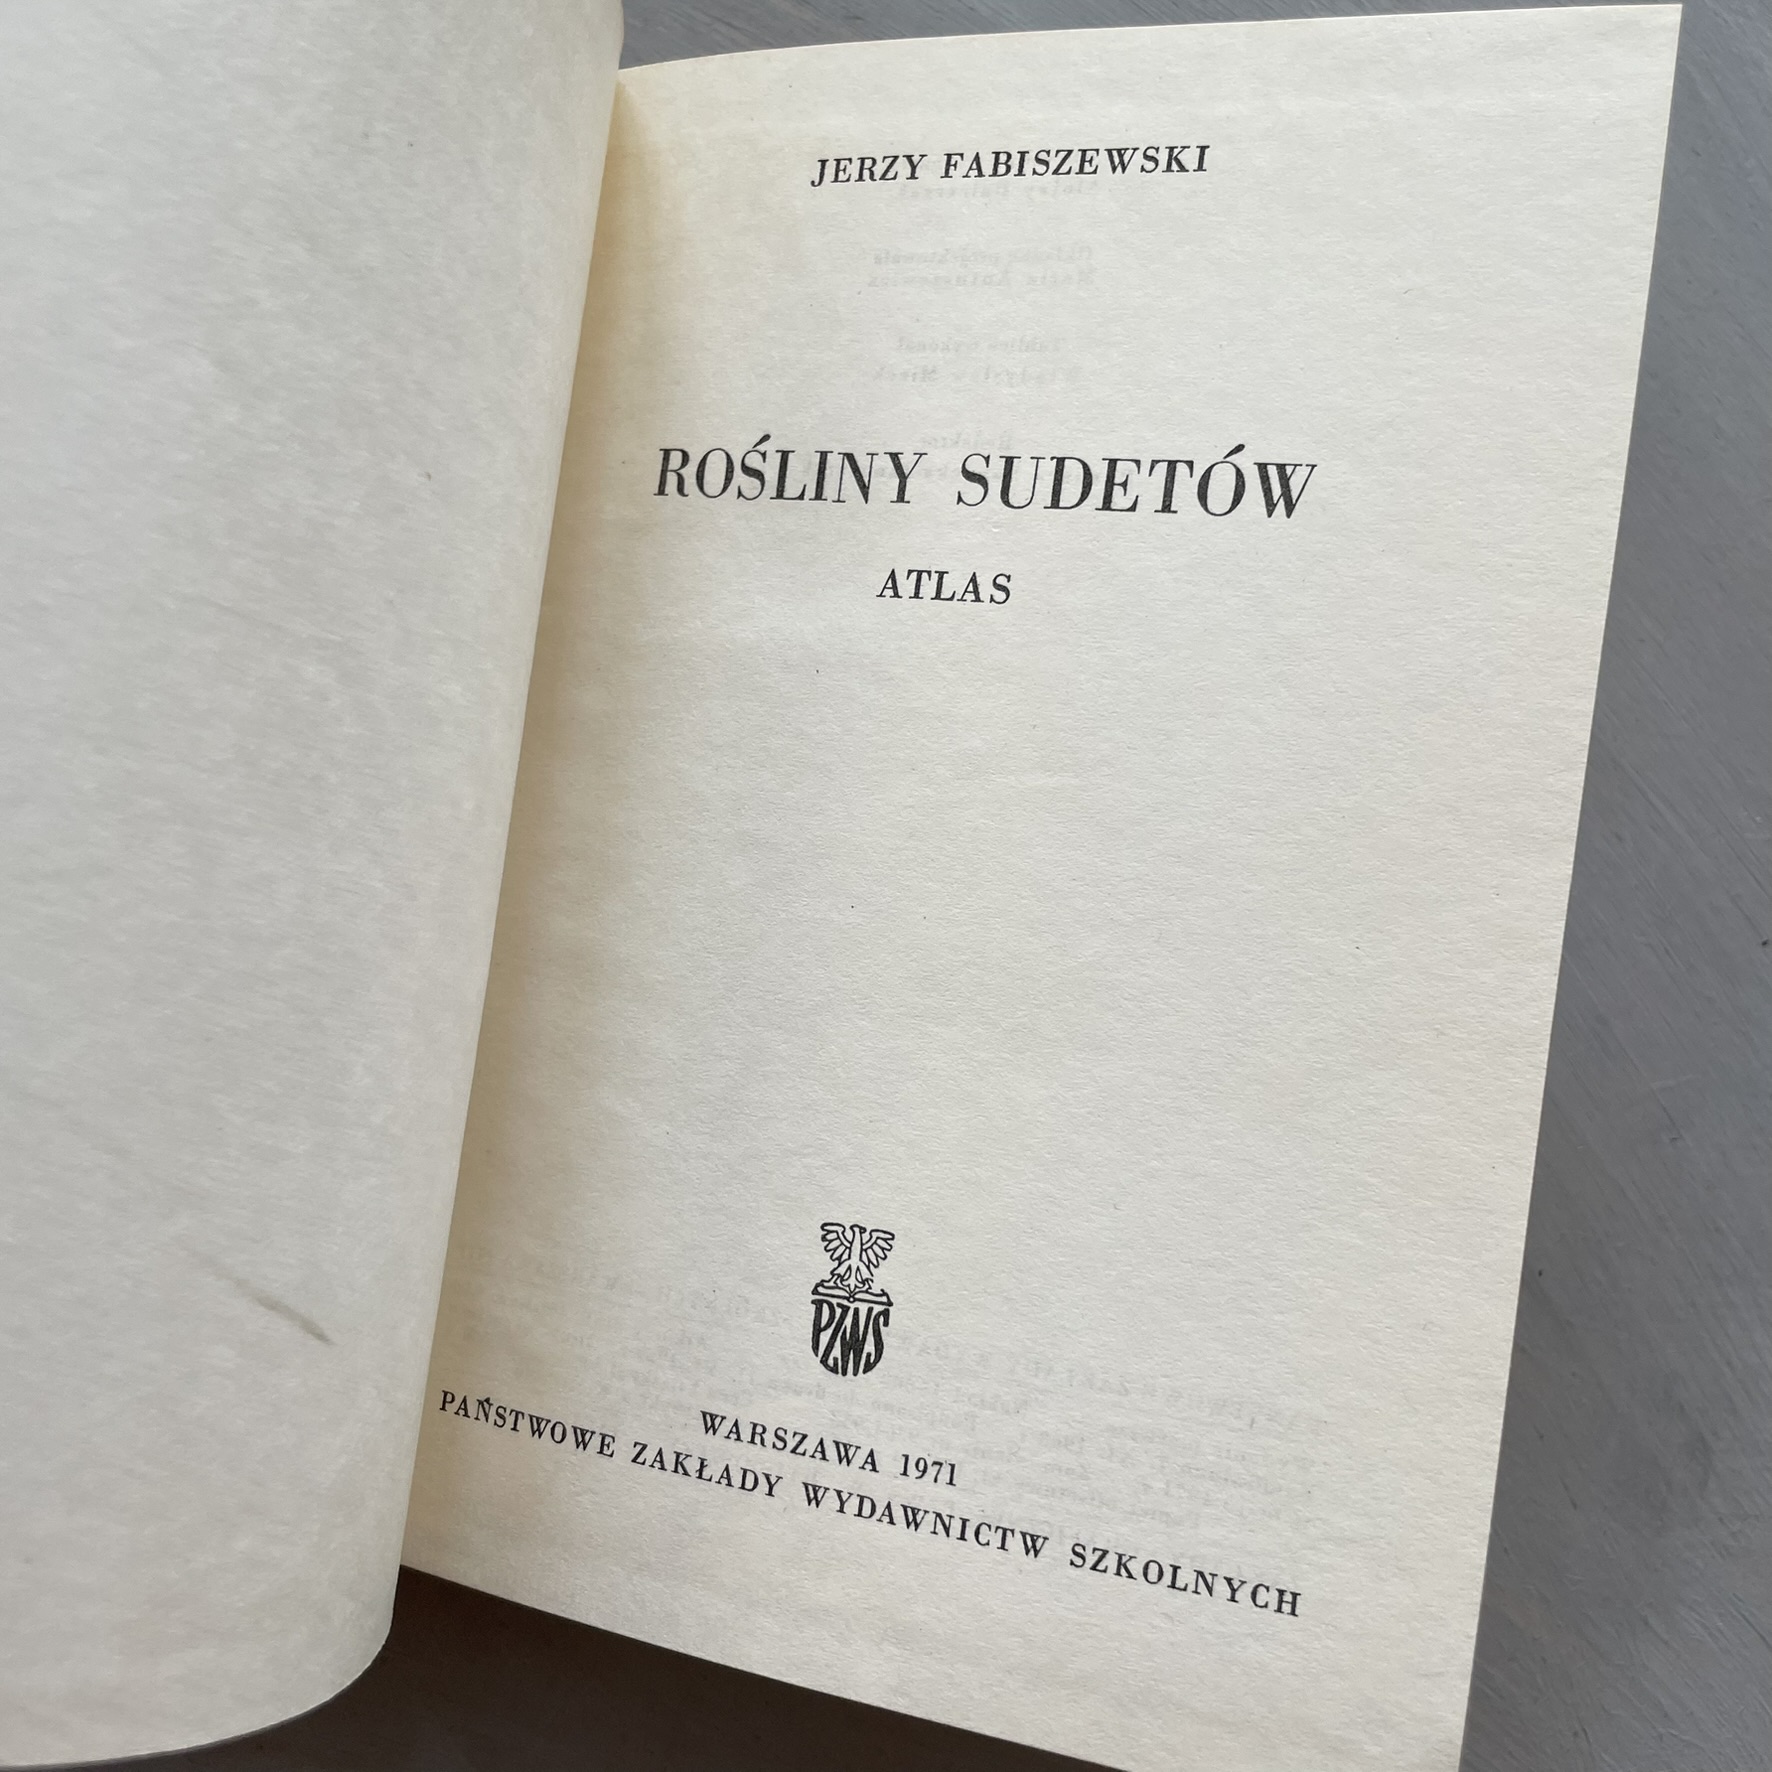 JERZY FABISZEWSKI
ROŚLINY SUDETÓW
ATLAS
PZWS
WARSZAWA 1971
PAŃSTWOWE ZAKŁADY WYDAWNICTW SZKOLNYCH